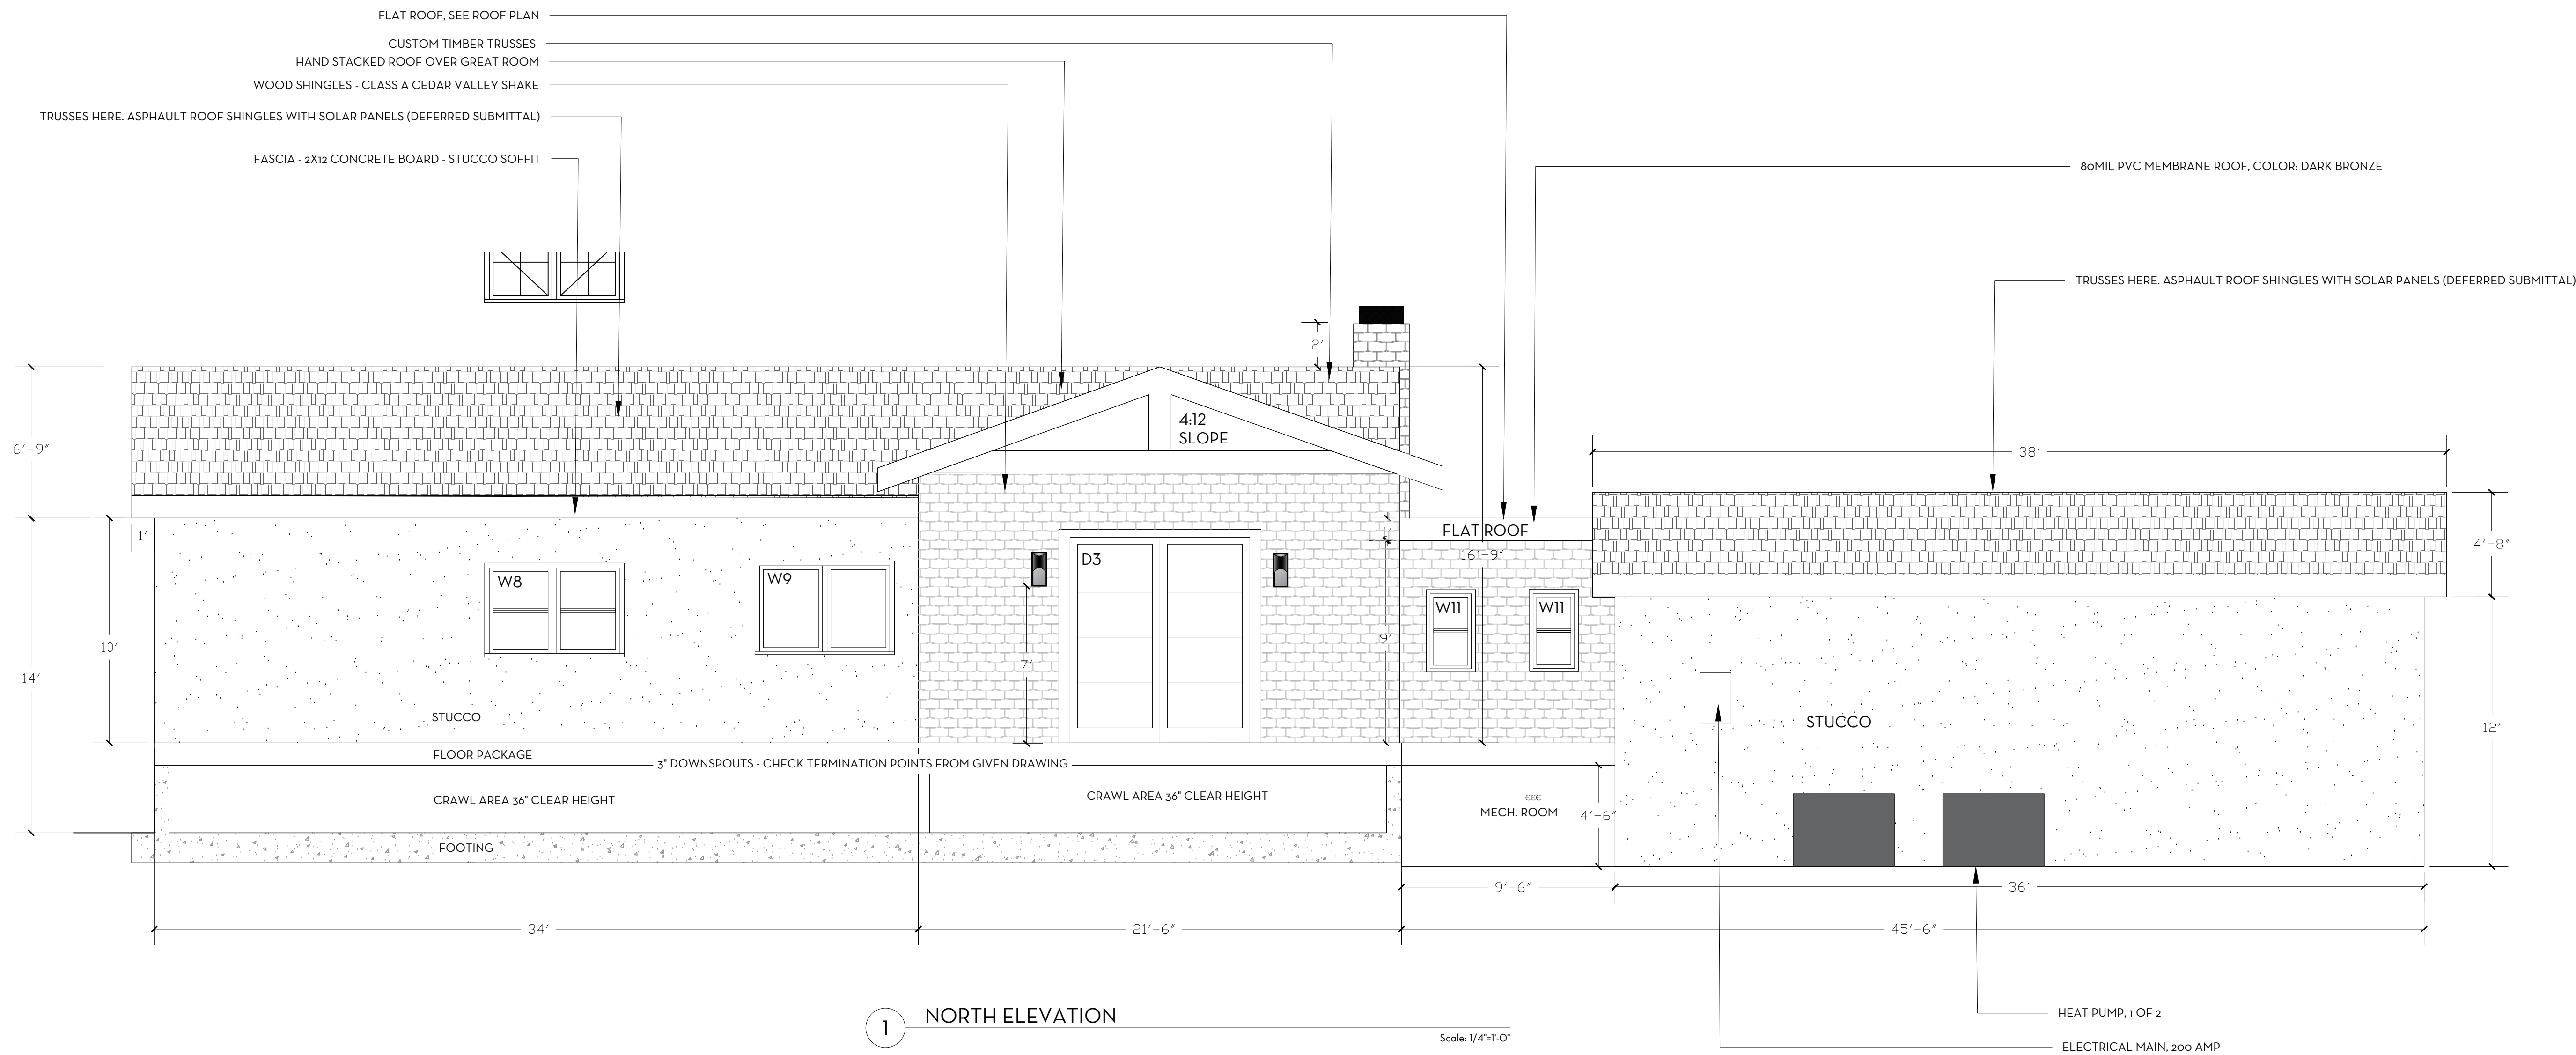 FLAT ROOF, SEE ROOF PLAN
CUSTOM TIMBER TRUSSES
HAND STACKED ROOF OVER GREAT ROOM
WOOD SHINGLES - CLASS A CEDAR VALLEY SHAKE
TRUSSES HERE. ASPHAULT ROOF SHINGLES WITH SOLAR PANELS (DEFERRED SUBMITTAL)
FASCIA - 2X12 CONCRETE BOARD - STUCCO SOFFIT
80MIL PVC MEMBRANE ROOF, COLOR: DARK BRONZE
TRUSSES HERE. ASPHAULT ROOF SHINGLES WITH SOLAR PANELS (DEFERRED SUBMITTAL)
2'
4:12
SLOPE
6'-9"
38'
1'
1'
FLAT ROOF
16'-9"
4'-8"
W8
W9
D3
W11
W11
10'
14'
7'
9'
STUCCO
STUCCO
12'
FLOOR PACKAGE
3" DOWNSPOUTS - CHECK TERMINATION POINTS FROM GIVEN DRAWING
CRAWL AREA 36" CLEAR HEIGHT
CRAWL AREA 36" CLEAR HEIGHT
€€€
MECH. ROOM
4'-6"
FOOTING
9'-6"
36'
34'
21'-6"
45'-6"
1
NORTH ELEVATION
Scale: 1/4"=1'-0"
HEAT PUMP, 1 OF 2
ELECTRICAL MAIN, 200 AMP